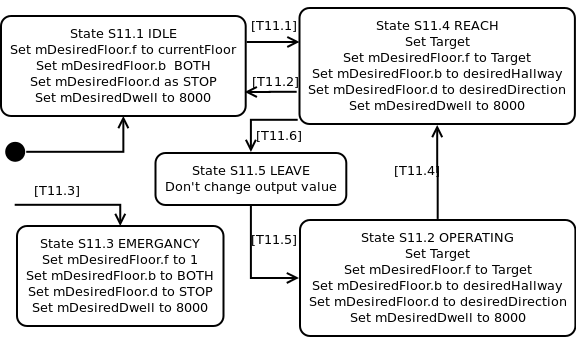 State S11.1 IDLE
Set mDesiredFloor.f to currentFloor
Set mDesiredFloor.b  BOTH
Set mDesiredFloor.d as STOP
Set mDesiredDwell to 8000
[T11.1]
State S11.4 REACH
Set Target
Set mDesiredFloor.f to Target
Set mDesiredFloor.b to desiredHallway
Set mDesiredFloor.d to desiredDirection
Set mDesiredDwell to 8000
[T11.2]
[T11.6]
State S11.5 LEAVE
Don't change output value
[T11.4]
[T11.3]
State S11.3 EMERGANCY
Set mDesiredFloor.f to 1
Set mDesiredFloor.b to BOTH
Set mDesiredFloor.d to STOP
Set mDesiredDwell to 8000
[T11.5]
State S11.2 OPERATING
Set Target
Set mDesiredFloor.f to Target
Set mDesiredFloor.b to desiredHallway
Set mDesiredFloor.d to desiredDirection
Set mDesiredDwell to 8000